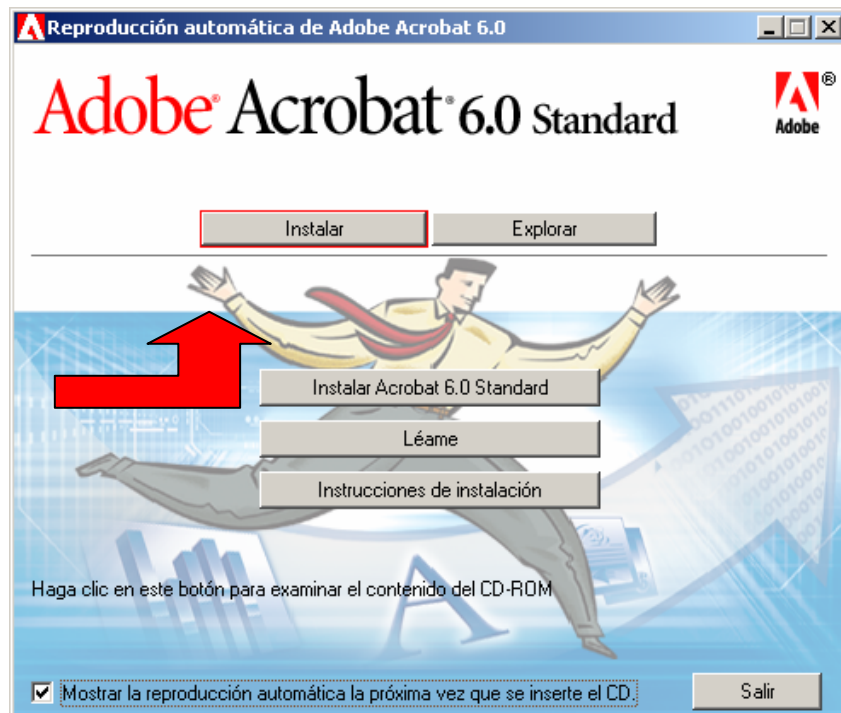 Reproducción automática de Adobe Acrobat 6.0
Adobe® Acrobat® 6.0 Standard
®
Adobe
Instalar Explorar
Instalar Acrobat 6.0 Standard
Léame
Instrucciones de instalación
Haga clic en este botón para examinar el contenido del CD-ROM
Mostrar la reproducción automática la próxima vez que se inserte el CD.
Salir